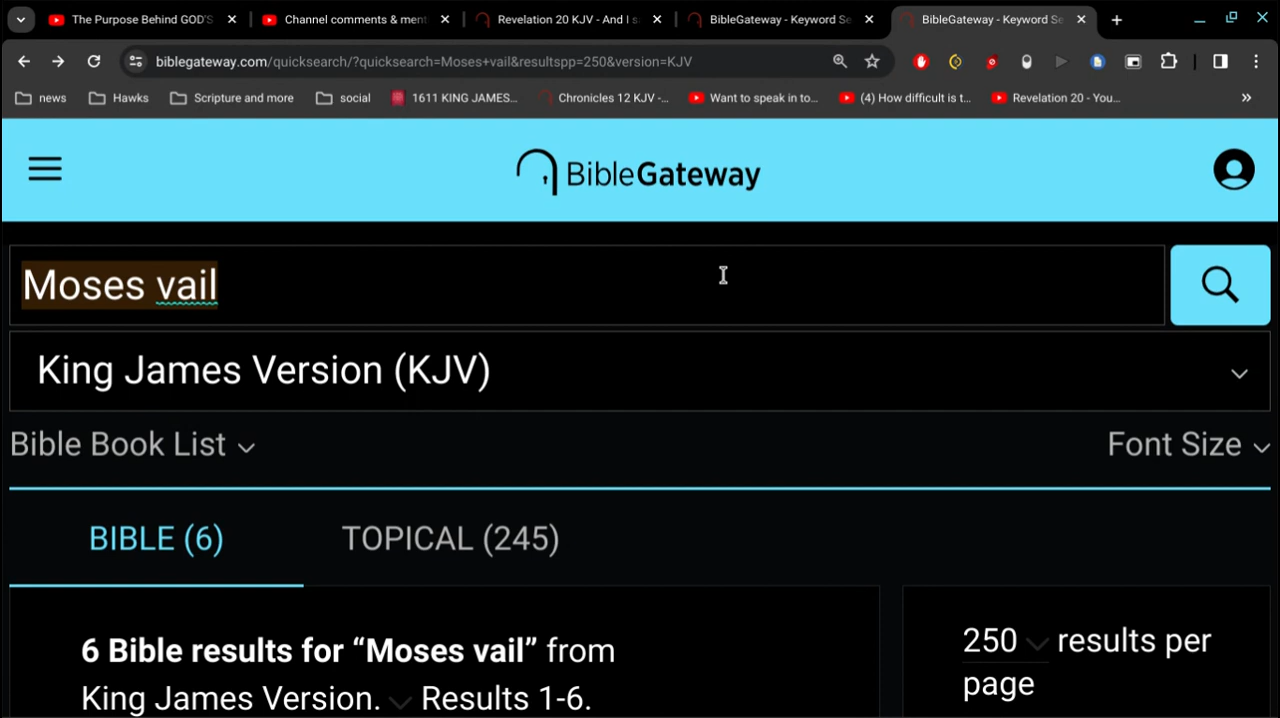 The Purpose Behind GOD'S
Channel comments & menti
Revelation 20 KJV - And I s
BibleGateway - Keyword Se
BibleGateway - Keyword Se
biblegateway.com/quicksearch/?quicksearch=Moses+vail&resultspp=250&version=KJV
news
Hawks
Scripture and more
social
1611 KING JAMES...
Chronicles 12 KJV -...
Want to speak in to...
(4) How difficult is t...
Revelation 20 - You...
BibleGateway
Moses vail
King James Version (KJV)
Bible Book List
Font Size
BIBLE (6)
TOPICAL (245)
6 Bible results for “Moses vail” from
King James Version. Results 1-6.
250 results per
page